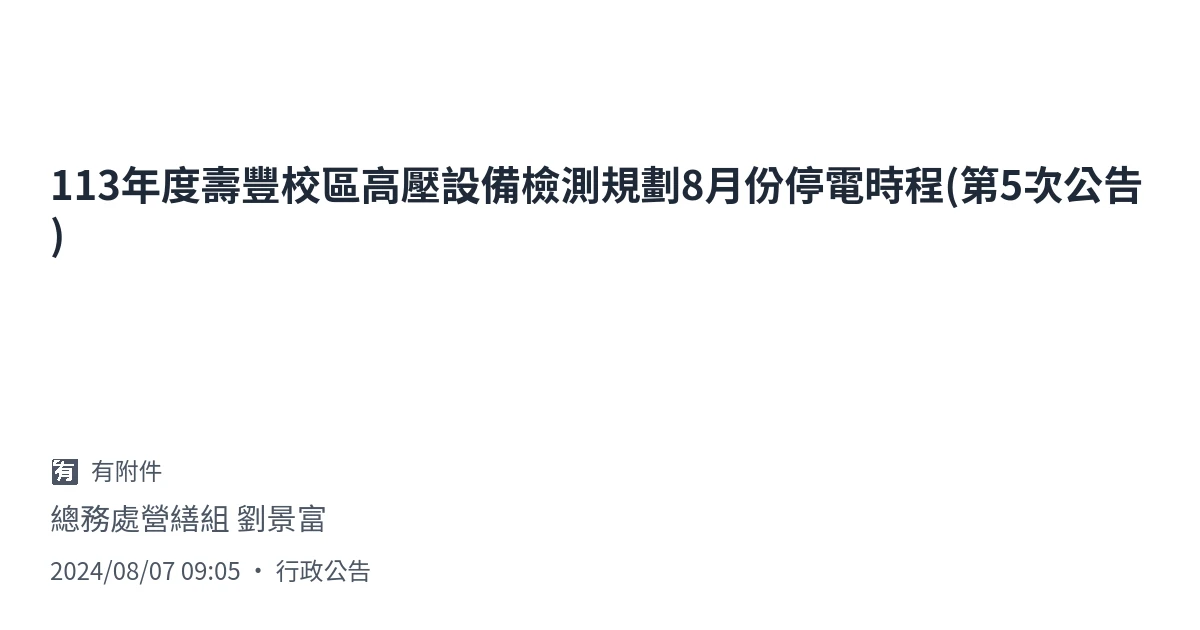 113年度壽豐校區高壓設備檢測規劃8月份停電時程(第5次公告
)
有 有附件
總務處營繕組 劉景富
2024/08/07 09:05 • 行政公告